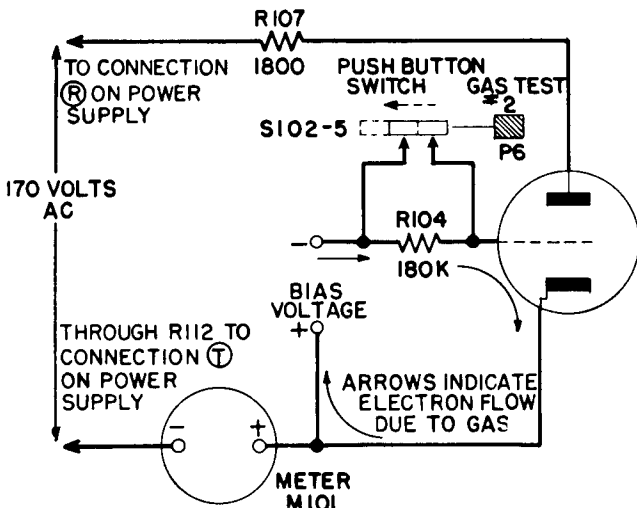 R107
1800
TO CONNECTION
Ⓡ ON POWER
SUPPLY
PUSH BUTTON
SWITCH
GAS TEST
#2
S102-5
P6
170 VOLTS
AC
R104
-
180K
BIAS
VOLTAGE
+
THROUGH R112 TO
CONNECTION Ⓣ
ON POWER
SUPPLY
ARROWS INDICATE
ELECTRON FLOW
DUE TO GAS
- +
METER
M101